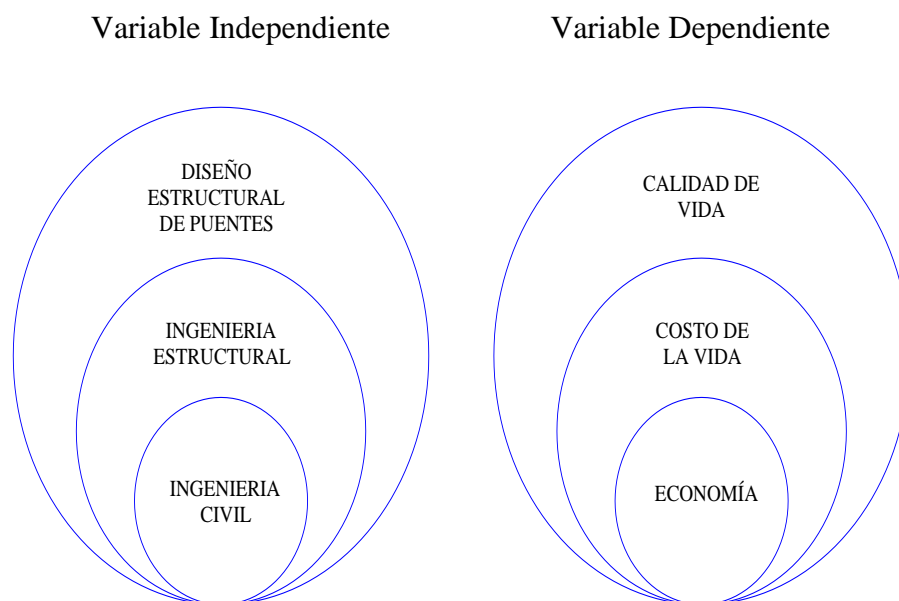 Variable Independiente
Variable Dependiente
DISEÑO
ESTRUCTURAL
DE PUENTES
INGENIERIA
ESTRUCTURAL
INGENIERIA
CIVIL
CALIDAD DE
VIDA
COSTO DE
LA VIDA
ECONOMÍA